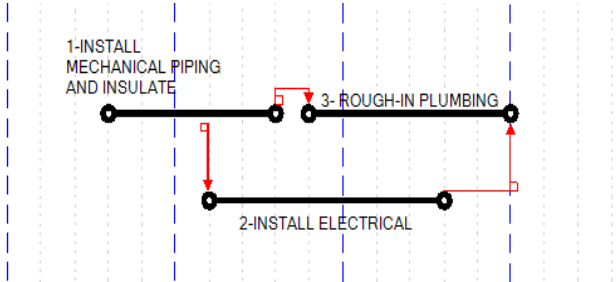 1-INSTALL
MECHANICAL PIPING
AND INSULATE
3- ROUGH-IN PLUMBING
2-INSTALL ELECTRICAL